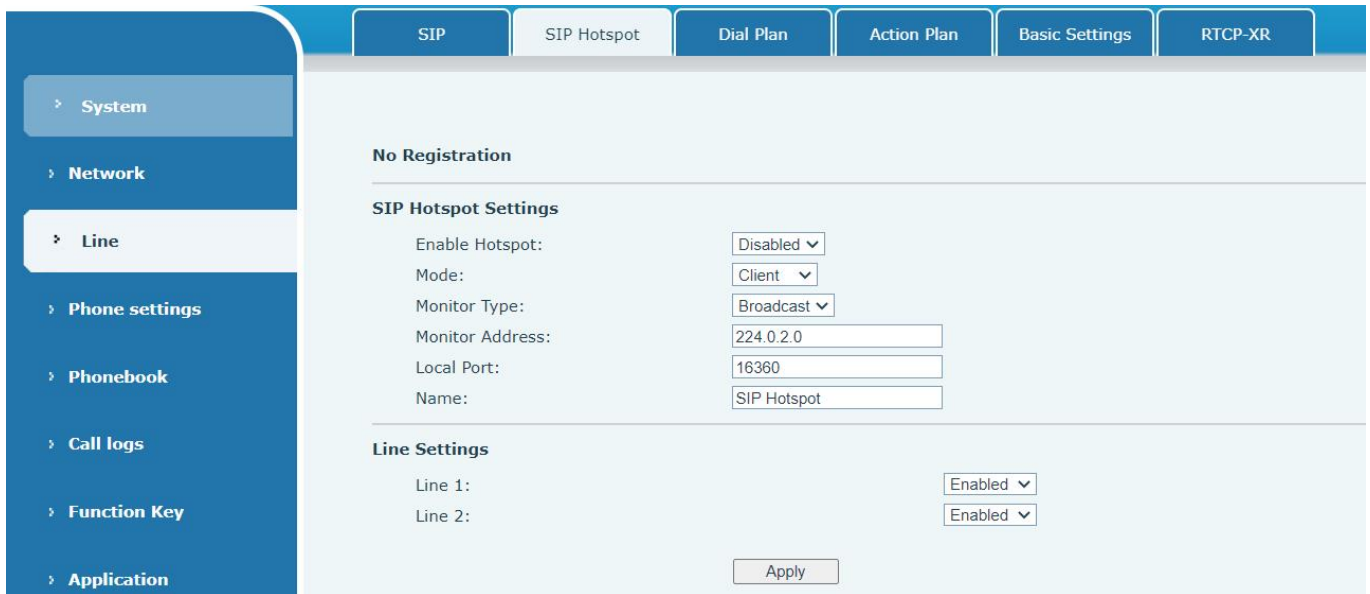 SIP
SIP Hotspot
Dial Plan
Action Plan
Basic Settings
RTCP-XR
System
Network
Line
Phone settings
Phonebook
Call logs
Function Key
Application
No Registration
SIP Hotspot Settings
Enable Hotspot: Disabled
Mode: Client
Monitor Type: Broadcast
Monitor Address: 224.0.2.0
Local Port: 16360
Name: SIP Hotspot
Line Settings
Line 1: Enabled
Line 2: Enabled
Apply